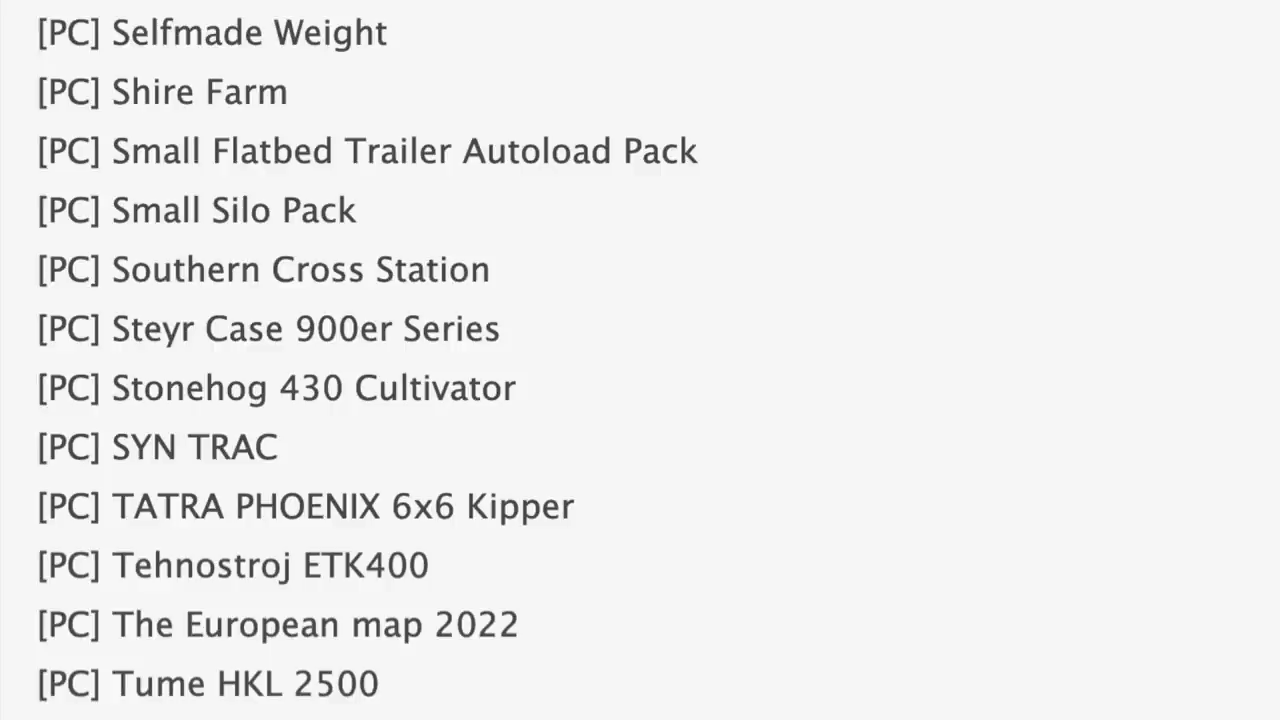 [PC] Selfmade Weight
[PC] Shire Farm
[PC] Small Flatbed Trailer Autoload Pack
[PC] Small Silo Pack
[PC] Southern Cross Station
[PC] Steyr Case 900er Series
[PC] Stonehog 430 Cultivator
[PC] SYN TRAC
[PC] TATRA PHOENIX 6x6 Kipper
[PC] Tehnostroj ETK400
[PC] The European map 2022
[PC] Tume HKL 2500